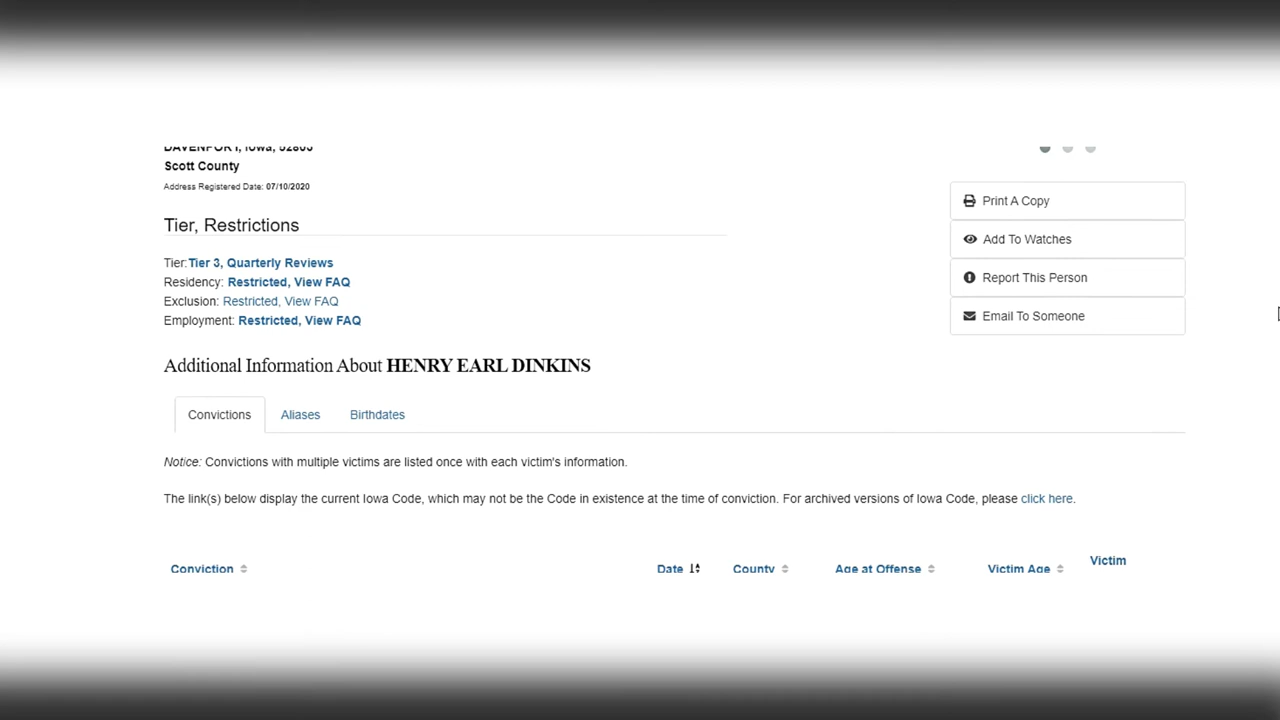 DAVENPORT, Iowa, 52803
Scott County
Address Registered Date: 07/10/2020
Tier, Restrictions
Tier:Tier 3, Quarterly Reviews
Residency: Restricted, View FAQ
Exclusion: Restricted, View FAQ
Employment: Restricted, View FAQ
Print A Copy
Add To Watches
Report This Person
Email To Someone
Additional Information About HENRY EARL DINKINS
Convictions Aliases Birthdates
Notice: Convictions with multiple victims are listed once with each victim's information.
The link(s) below display the current Iowa Code, which may not be the Code in existence at the time of conviction. For archived versions of Iowa Code, please click here.
Conviction Date County Age at Offense Victim Age Victim